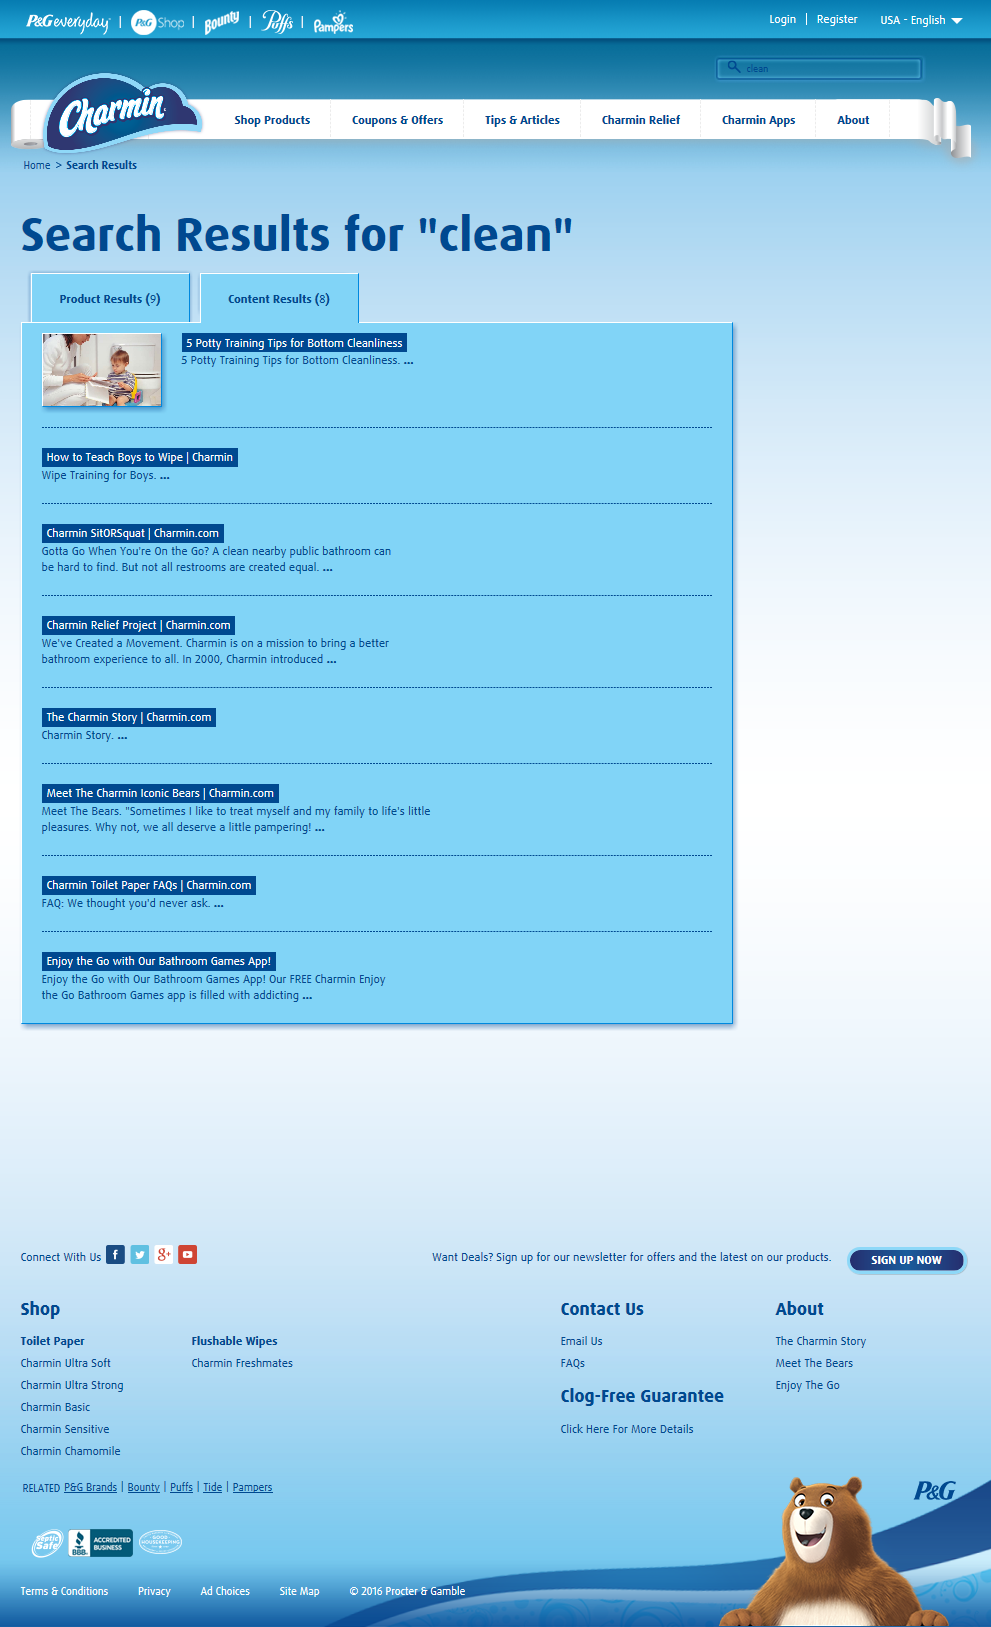 P&G everyday | P&G Shop | Bounty | Puffs | Pampers
Login | Register USA - English
clean
Charmin
Shop Products Coupons & Offers Tips & Articles Charmin Relief Charmin Apps About
Home > Search Results
Search Results for "clean"
Product Results (9) Content Results (8)
5 Potty Training Tips for Bottom Cleanliness
5 Potty Training Tips for Bottom Cleanliness. ...
How to Teach Boys to Wipe | Charmin
Wipe Training for Boys. ...
Charmin SitORSquat | Charmin.com
Gotta Go When You're On the Go? A clean nearby public bathroom can
be hard to find. But not all restrooms are created equal. ...
Charmin Relief Project | Charmin.com
We've Created a Movement. Charmin is on a mission to bring a better
bathroom experience to all. In 2000, Charmin introduced ...
The Charmin Story | Charmin.com
Charmin Story. ...
Meet The Charmin Iconic Bears | Charmin.com
Meet The Bears. "Sometimes I like to treat myself and my family to life's little
pleasures. Why not, we all deserve a little pampering! ...
Charmin Toilet Paper FAQs | Charmin.com
FAQ: We thought you'd never ask. ...
Enjoy the Go with Our Bathroom Games App!
Enjoy the Go with Our Bathroom Games App! Our FREE Charmin Enjoy
the Go Bathroom Games app is filled with addicting ...
Connect With Us
Want Deals? Sign up for our newsletter for offers and the latest on our products. SIGN UP NOW
Shop
Toilet Paper
Charmin Ultra Soft
Charmin Ultra Strong
Charmin Basic
Charmin Sensitive
Charmin Chamomile
Flushable Wipes
Charmin Freshmates
Contact Us
Email Us
FAQs
Clog-Free Guarantee
Click Here For More Details
About
The Charmin Story
Meet The Bears
Enjoy The Go
RELATED P&G Brands | Bounty | Puffs | Tide | Pampers
P&G
Septic Safe
BBB. ACCREDITED BUSINESS
GOOD HOUSEKEEPING
Terms & Conditions Privacy Ad Choices Site Map © 2016 Procter & Gamble